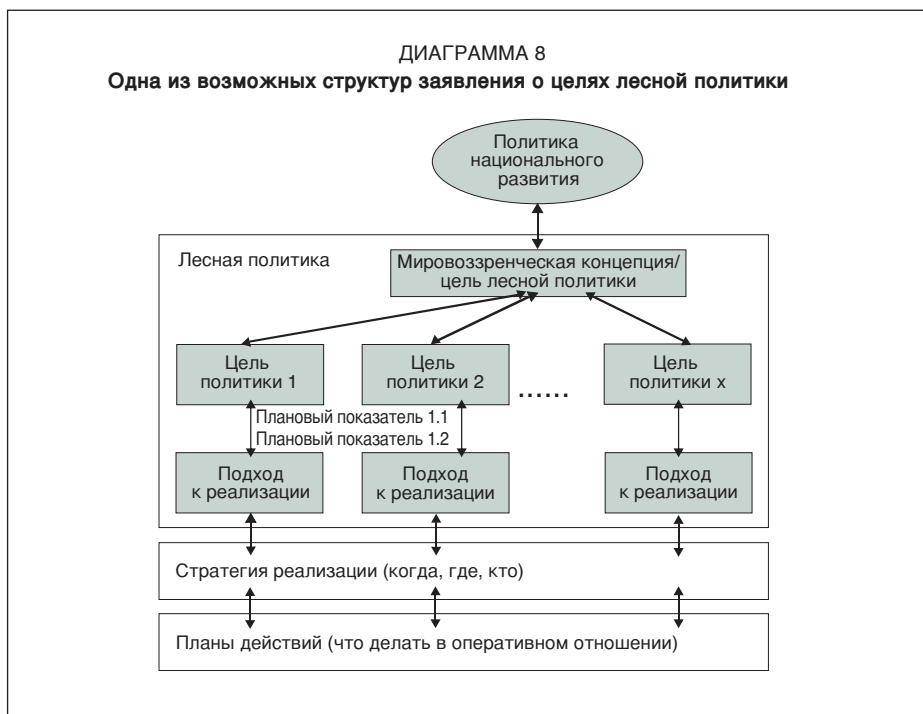 ДИАГРАММА 8
Одна из возможных структур заявления о целях лесной политики
Политика
национального
развития
Лесная политика
Мировоззренческая концепция/
цель лесной политики
Цель
политики 1
Цель
политики 2
......
Цель
политики x
Плановый показатель 1.1
Плановый показатель 1.2
Подход
к реализации
Подход
к реализации
Подход
к реализации
Стратегия реализации (когда, где, кто)
Планы действий (что делать в оперативном отношении)